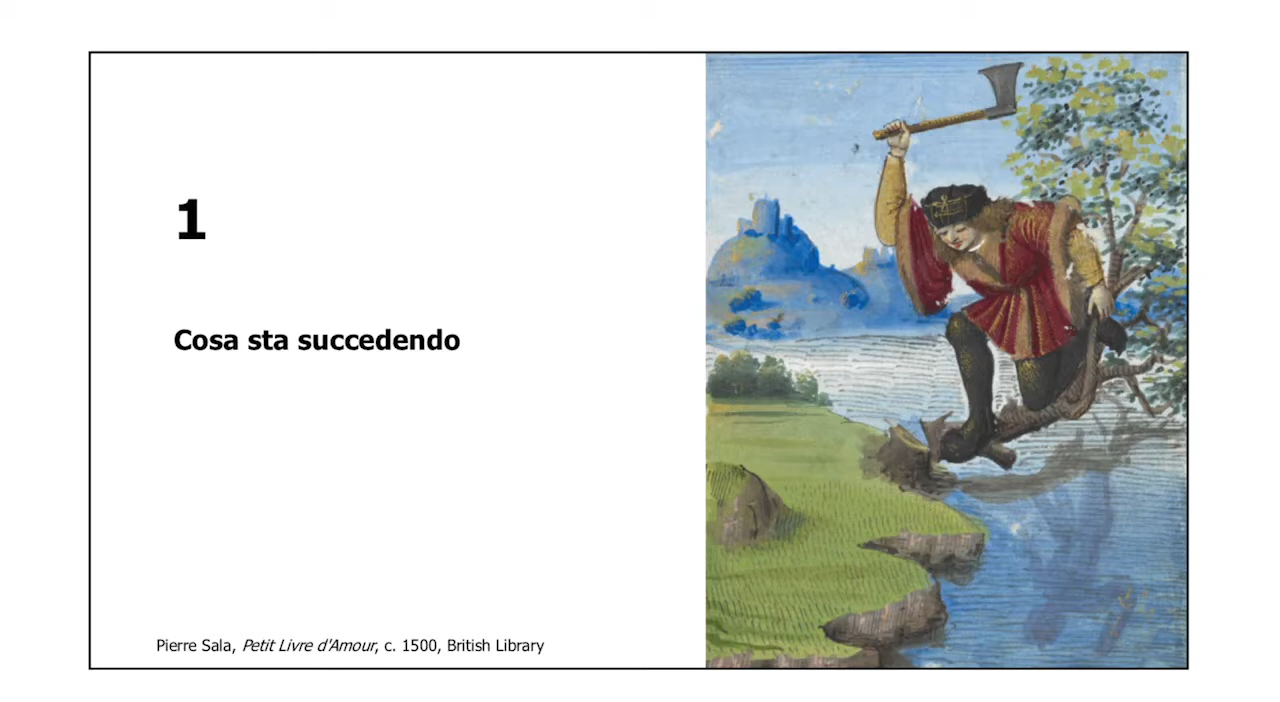 1
Cosa sta succedendo
Pierre Sala, Petit Livre d'Amour, c. 1500, British Library